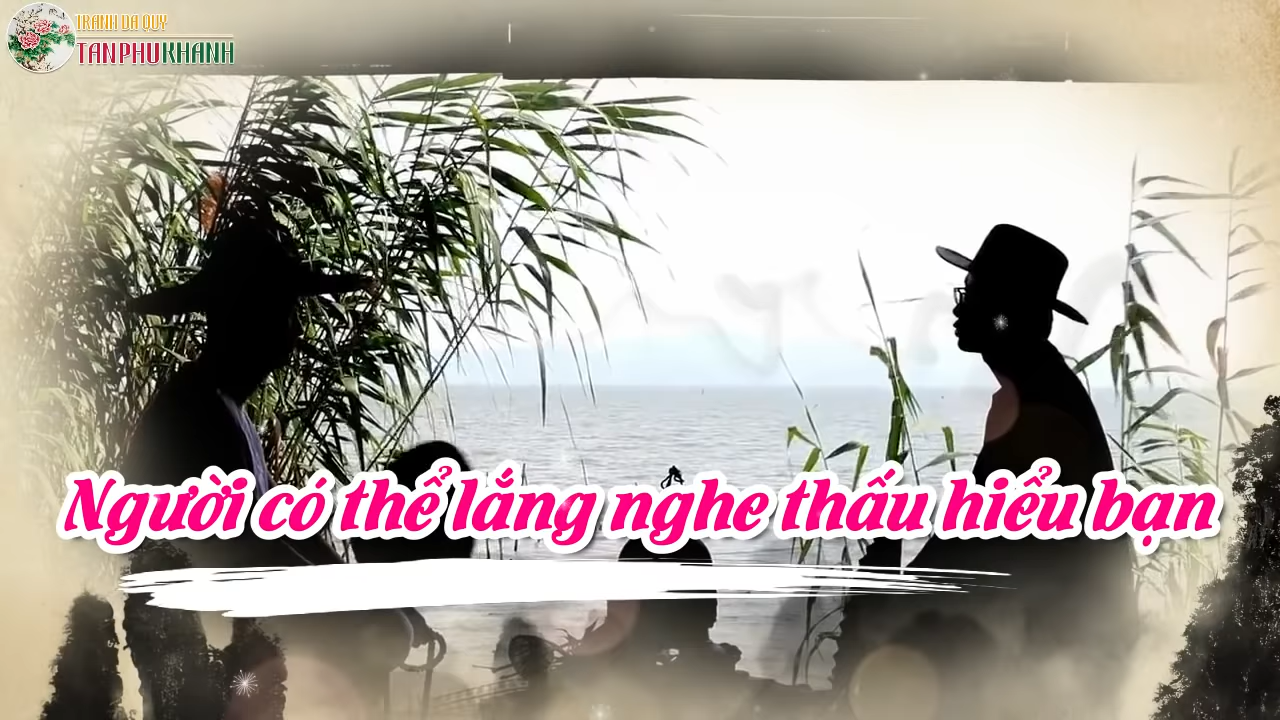 TRANH DA QUY
TANPHUKHANH
Người có thể lắng nghe thấu hiểu bạn